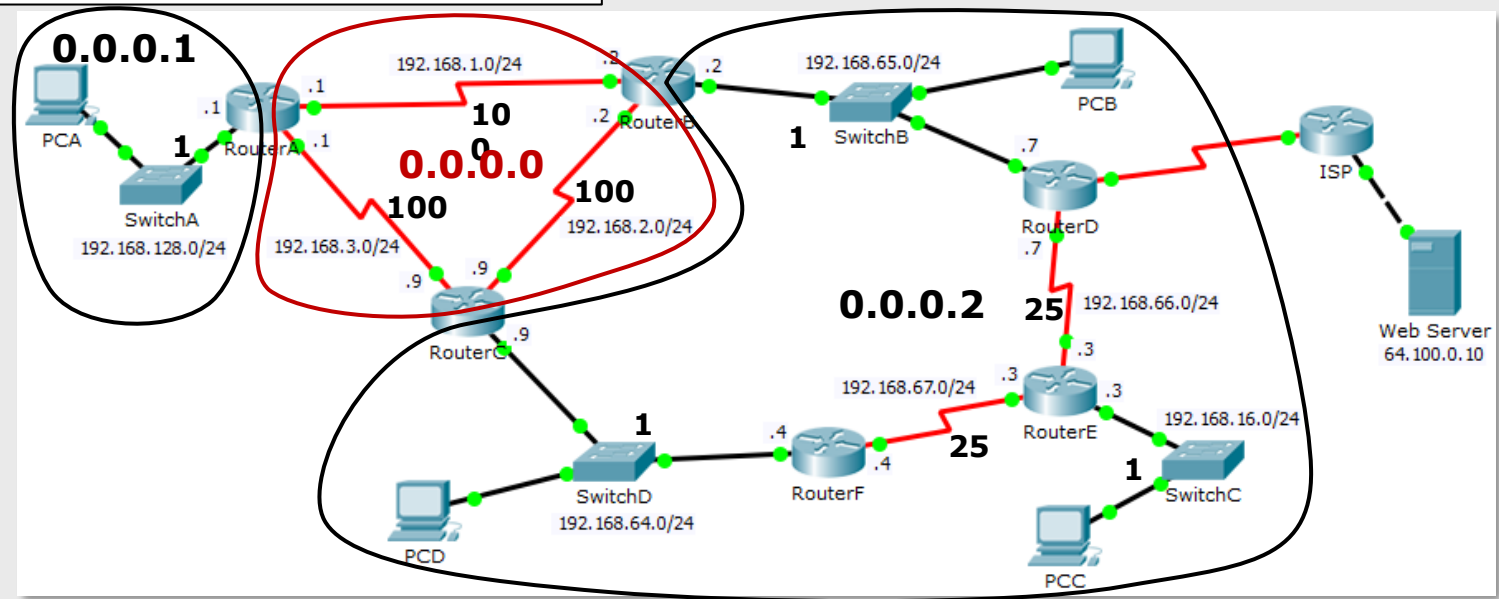 0.0.0.1
PCA
1
SwitchA
192.168.128.0/24
.1
RouterA
.1
.1
192.168.1.0/24
10
0
0.0.0.0
100
100
192.168.3.0/24
192.168.2.0/24
.2
.2
.2
RouterB
.9
.9
RouterC
.9
192.168.65.0/24
1
SwitchB
PCB
.7
RouterD
.7
ISP
Web Server
64.100.0.10
0.0.0.2
25
192.168.66.0/24
.3
.3
.3
RouterE
192.168.67.0/24
25
192.168.16.0/24
1
SwitchC
PCC
.4
.4
RouterF
1
SwitchD
192.168.64.0/24
PCD